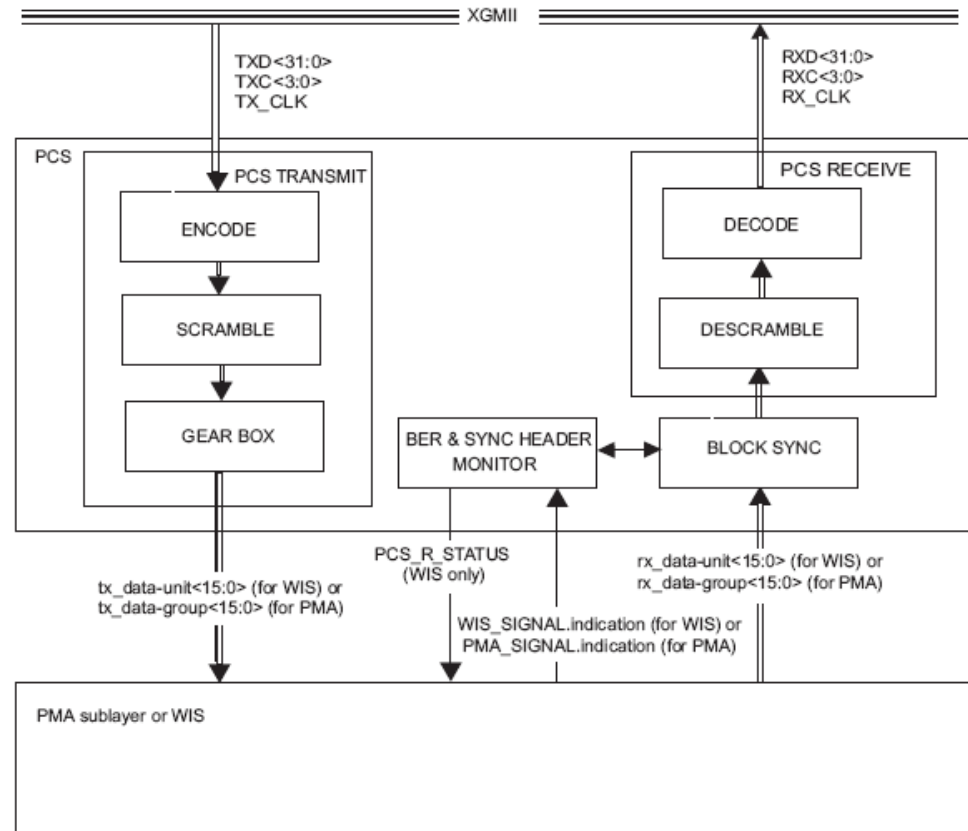 XGMII
TXD<31:0>
TXC<3:0>
TX_CLK
RXD<31:0>
RXC<3:0>
RX_CLK
PCS
PCS TRANSMIT
ENCODE
SCRAMBLE
GEAR BOX
PCS RECEIVE
DECODE
DESCRAMBLE
BER & SYNC HEADER
MONITOR
BLOCK SYNC
tx_data-unit<15:0> (for WIS) or
tx_data-group<15:0> (for PMA)
PCS_R_STATUS
(WIS only)
WIS_SIGNAL.indication (for WIS) or
PMA_SIGNAL.indication (for PMA)
rx_data-unit<15:0> (for WIS) or
rx_data-group<15:0> (for PMA)
PMA sublayer or WIS